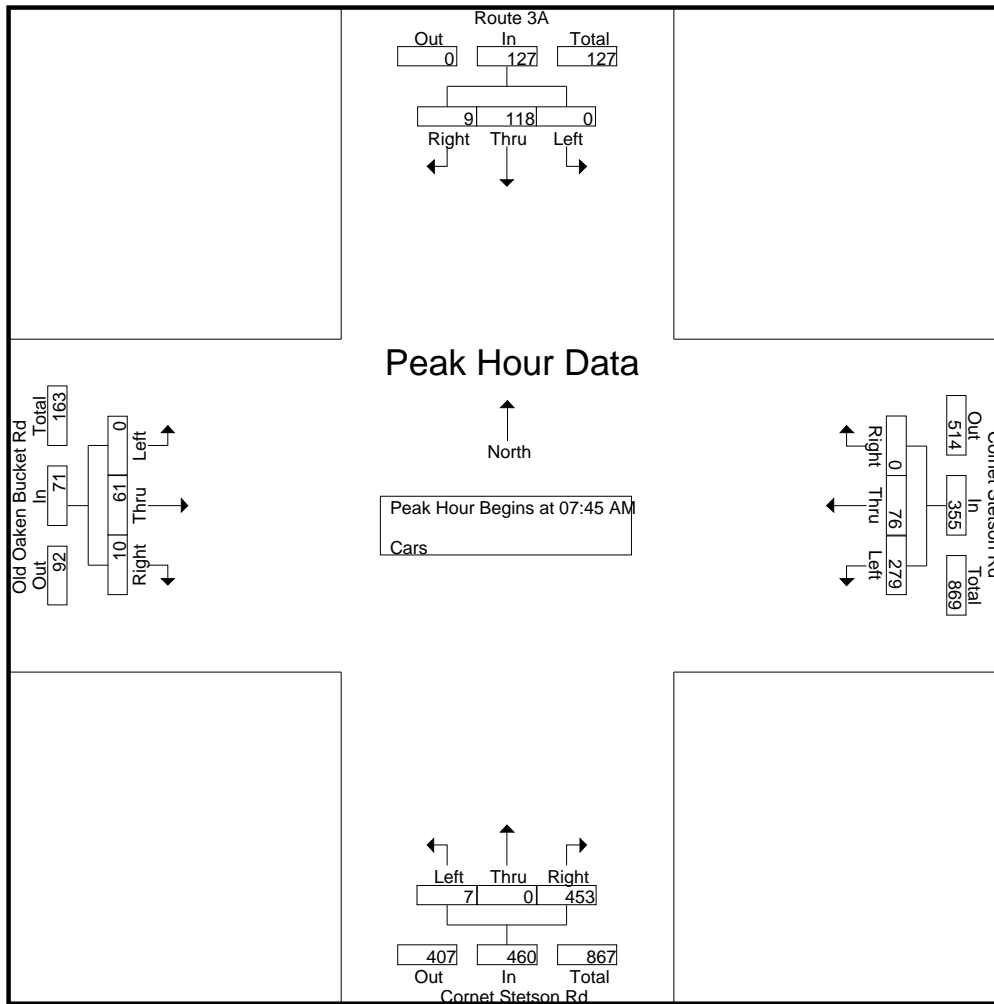 Route 3A
Out In Total
0 127 127
9 118 0
Right Thru Left
Peak Hour Data
North
Peak Hour Begins at 07:45 AM
Cars
Old Oaken Bucket Rd
Out In Total
92 71 163
10 61 0
Right Thru Left
Cornet Stetson Rd
Out In Total
514 355 869
0 76 279
Right Thru Left
Left Thru Right
7 0 453
407 460 867
Out In Total
Cornet Stetson Rd